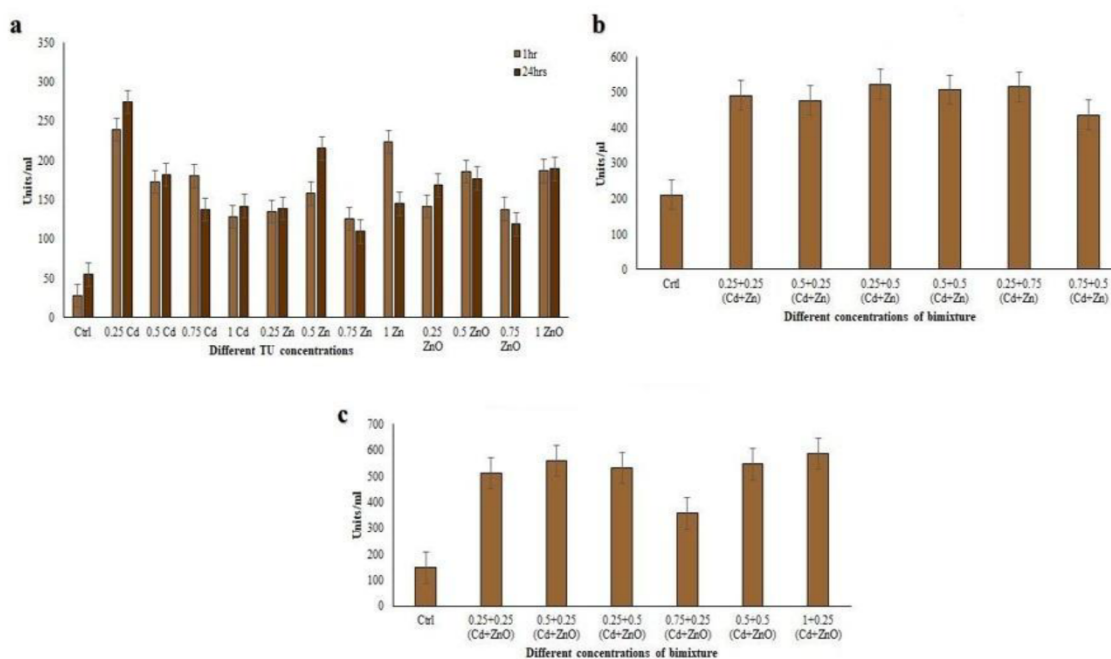 a
350
300
250
200
150
100
50
0
Units/ml
1hr
24hrs
Ctrl 0.25 Cd 0.5 Cd 0.75 Cd 1 Cd 0.25 Zn 0.5 Zn 0.75 Zn 1 Zn 0.25 ZnO 0.5 ZnO 0.75 ZnO 1 ZnO
Different TU concentrations
b
600
500
400
300
200
100
0
Units/µl
Crtl 0.25+0.25 0.5+0.25 0.25+0.5 0.5+0.5 0.25+0.75 0.75+0.5
(Cd+Zn) (Cd+Zn) (Cd+Zn) (Cd+Zn) (Cd+Zn) (Cd+Zn)
Different concentrations of bimixture
c
700
600
500
400
300
200
100
0
Units/ml
Ctrl 0.25+0.25 0.5+0.25 0.25+0.5 0.75+0.25 0.5+0.5 1+0.25
(Cd+ZnO) (Cd+ZnO) (Cd+ZnO) (Cd+ZnO) (Cd+ZnO) (Cd+ZnO)
Different concentrations of bimixture